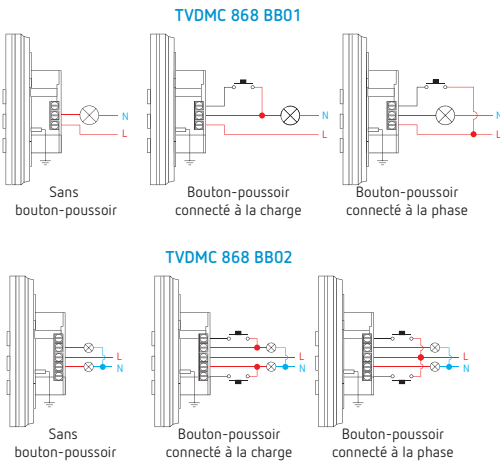 TVDMC 868 BB01
N
L
N
L
N
L
Sans
bouton-poussoir
Bouton-poussoir
connecté à la charge
Bouton-poussoir
connecté à la phase
TVDMC 868 BB02
L
N
L
N
L
N
Sans
bouton-poussoir
Bouton-poussoir
connecté à la charge
Bouton-poussoir
connecté à la phase